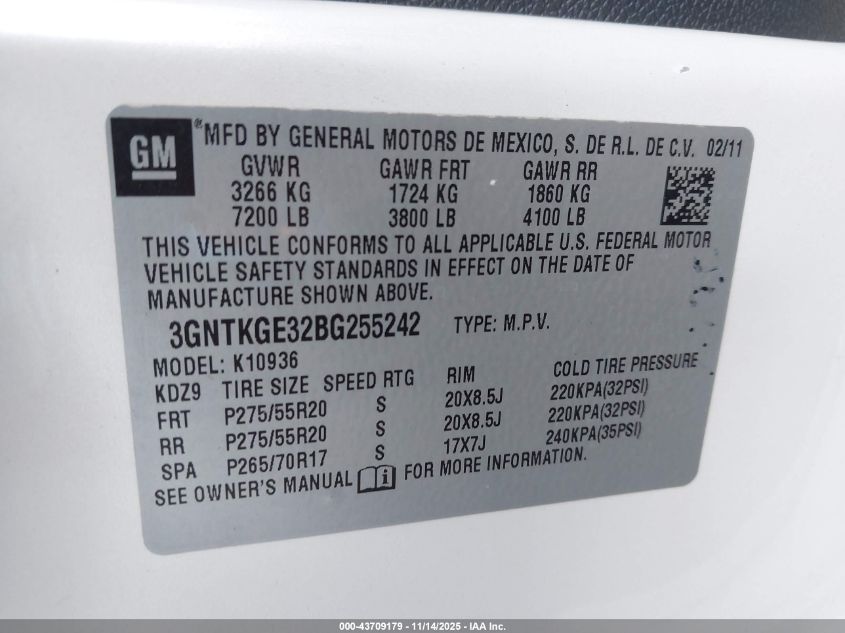 GM
® MFD BY GENERAL MOTORS DE MEXICO, S. DE R.L. DE C.V. 02/11
GVWR GAWR FRT GAWR RR
3266 KG 1724 KG 1860 KG
7200 LB 3800 LB 4100 LB
THIS VEHICLE CONFORMS TO ALL APPLICABLE U.S. FEDERAL MOTOR
VEHICLE SAFETY STANDARDS IN EFFECT ON THE DATE OF
MANUFACTURE SHOWN ABOVE.
3GNTKGE32BG255242 TYPE: M.P.V.
MODEL: K10936
KDZ9 TIRE SIZE SPEED RTG RIM COLD TIRE PRESSURE
FRT P275/55R20 S 20X8.5J 220KPA(32PSI)
RR P275/55R20 S 20X8.5J 220KPA(32PSI)
SPA P265/70R17 S 17X7J 240KPA(35PSI)
SEE OWNER'S MANUAL i FOR MORE INFORMATION.
000-43709179 - 11/14/2025 - IAA Inc.